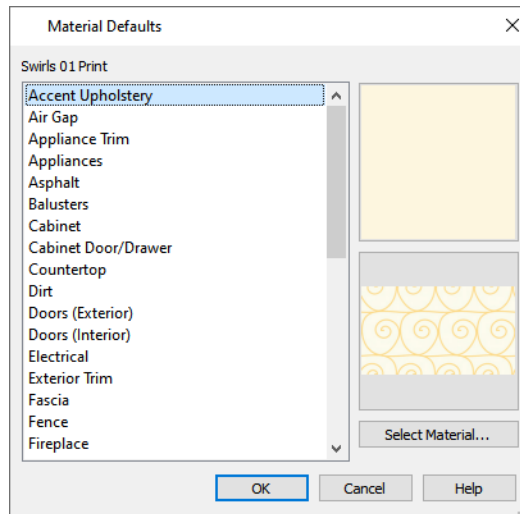 Material Defaults
Swirls 01 Print
Accent Upholstery
Air Gap
Appliance Trim
Appliances
Asphalt
Balusters
Cabinet
Cabinet Door/Drawer
Countertop
Dirt
Doors (Exterior)
Doors (Interior)
Electrical
Exterior Trim
Fascia
Fence
Fireplace
Select Material...
OK
Cancel
Help